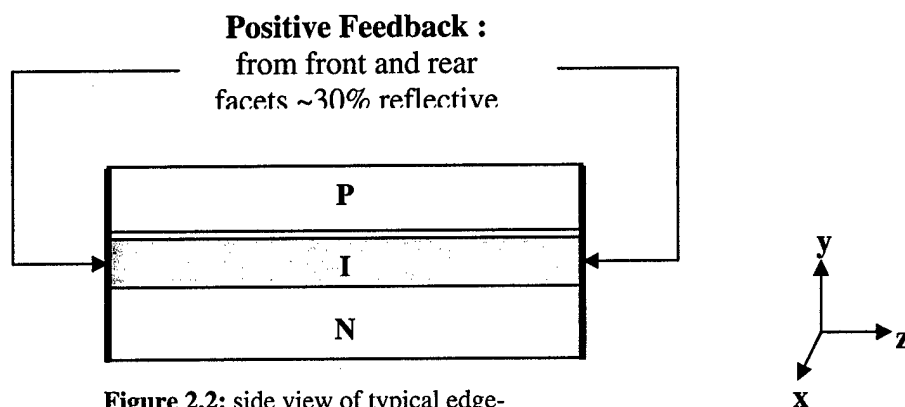 Positive Feedback :
from front and rear
facets ~30% reflective
P
I
N
y
z
x
Figure 2.2: side view of typical edge-